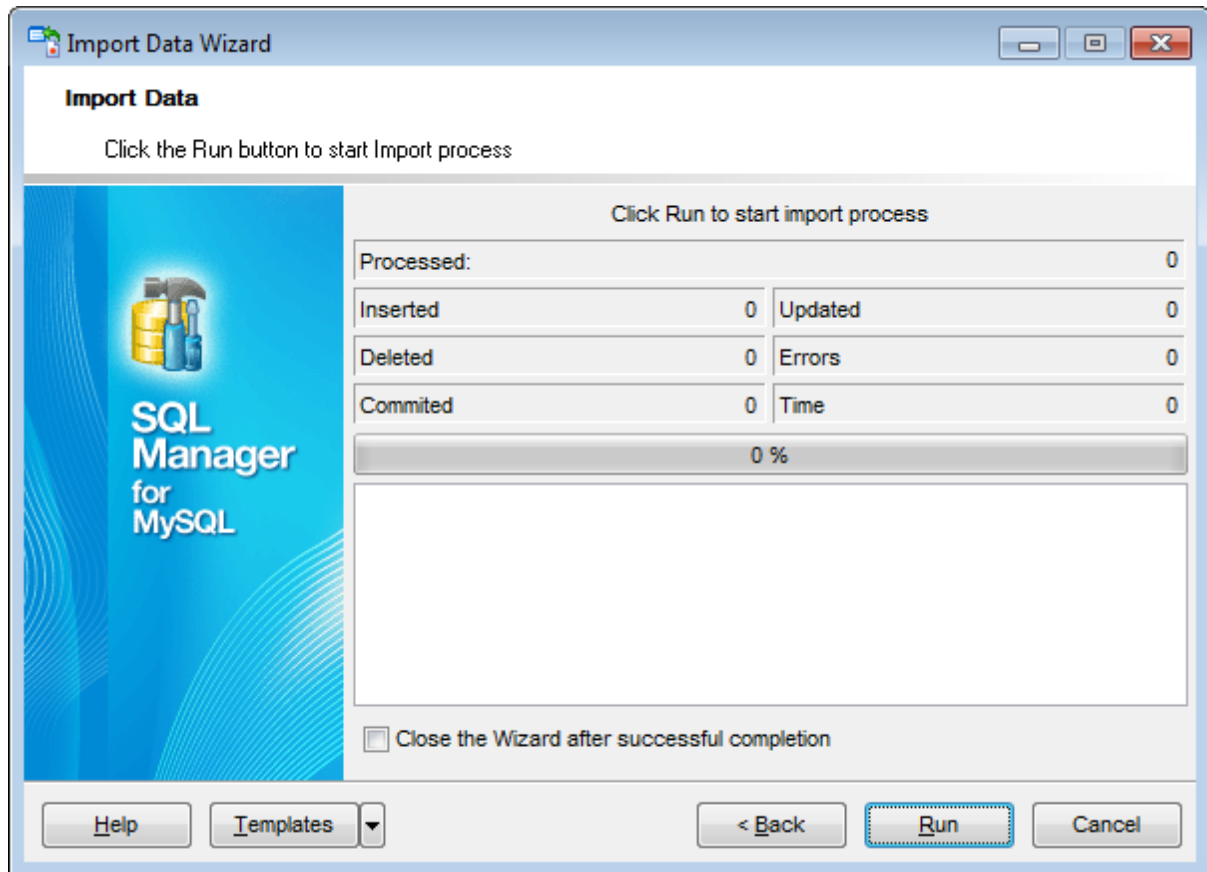 Import Data Wizard
Import Data
Click the Run button to start Import process
Click Run to start import process
Processed: 0
Inserted 0 Updated 0
Deleted 0 Errors 0
Commited 0 Time 0
0 %
SQL
Manager
for
MySQL
Close the Wizard after successful completion
Help Templates < Back Run Cancel